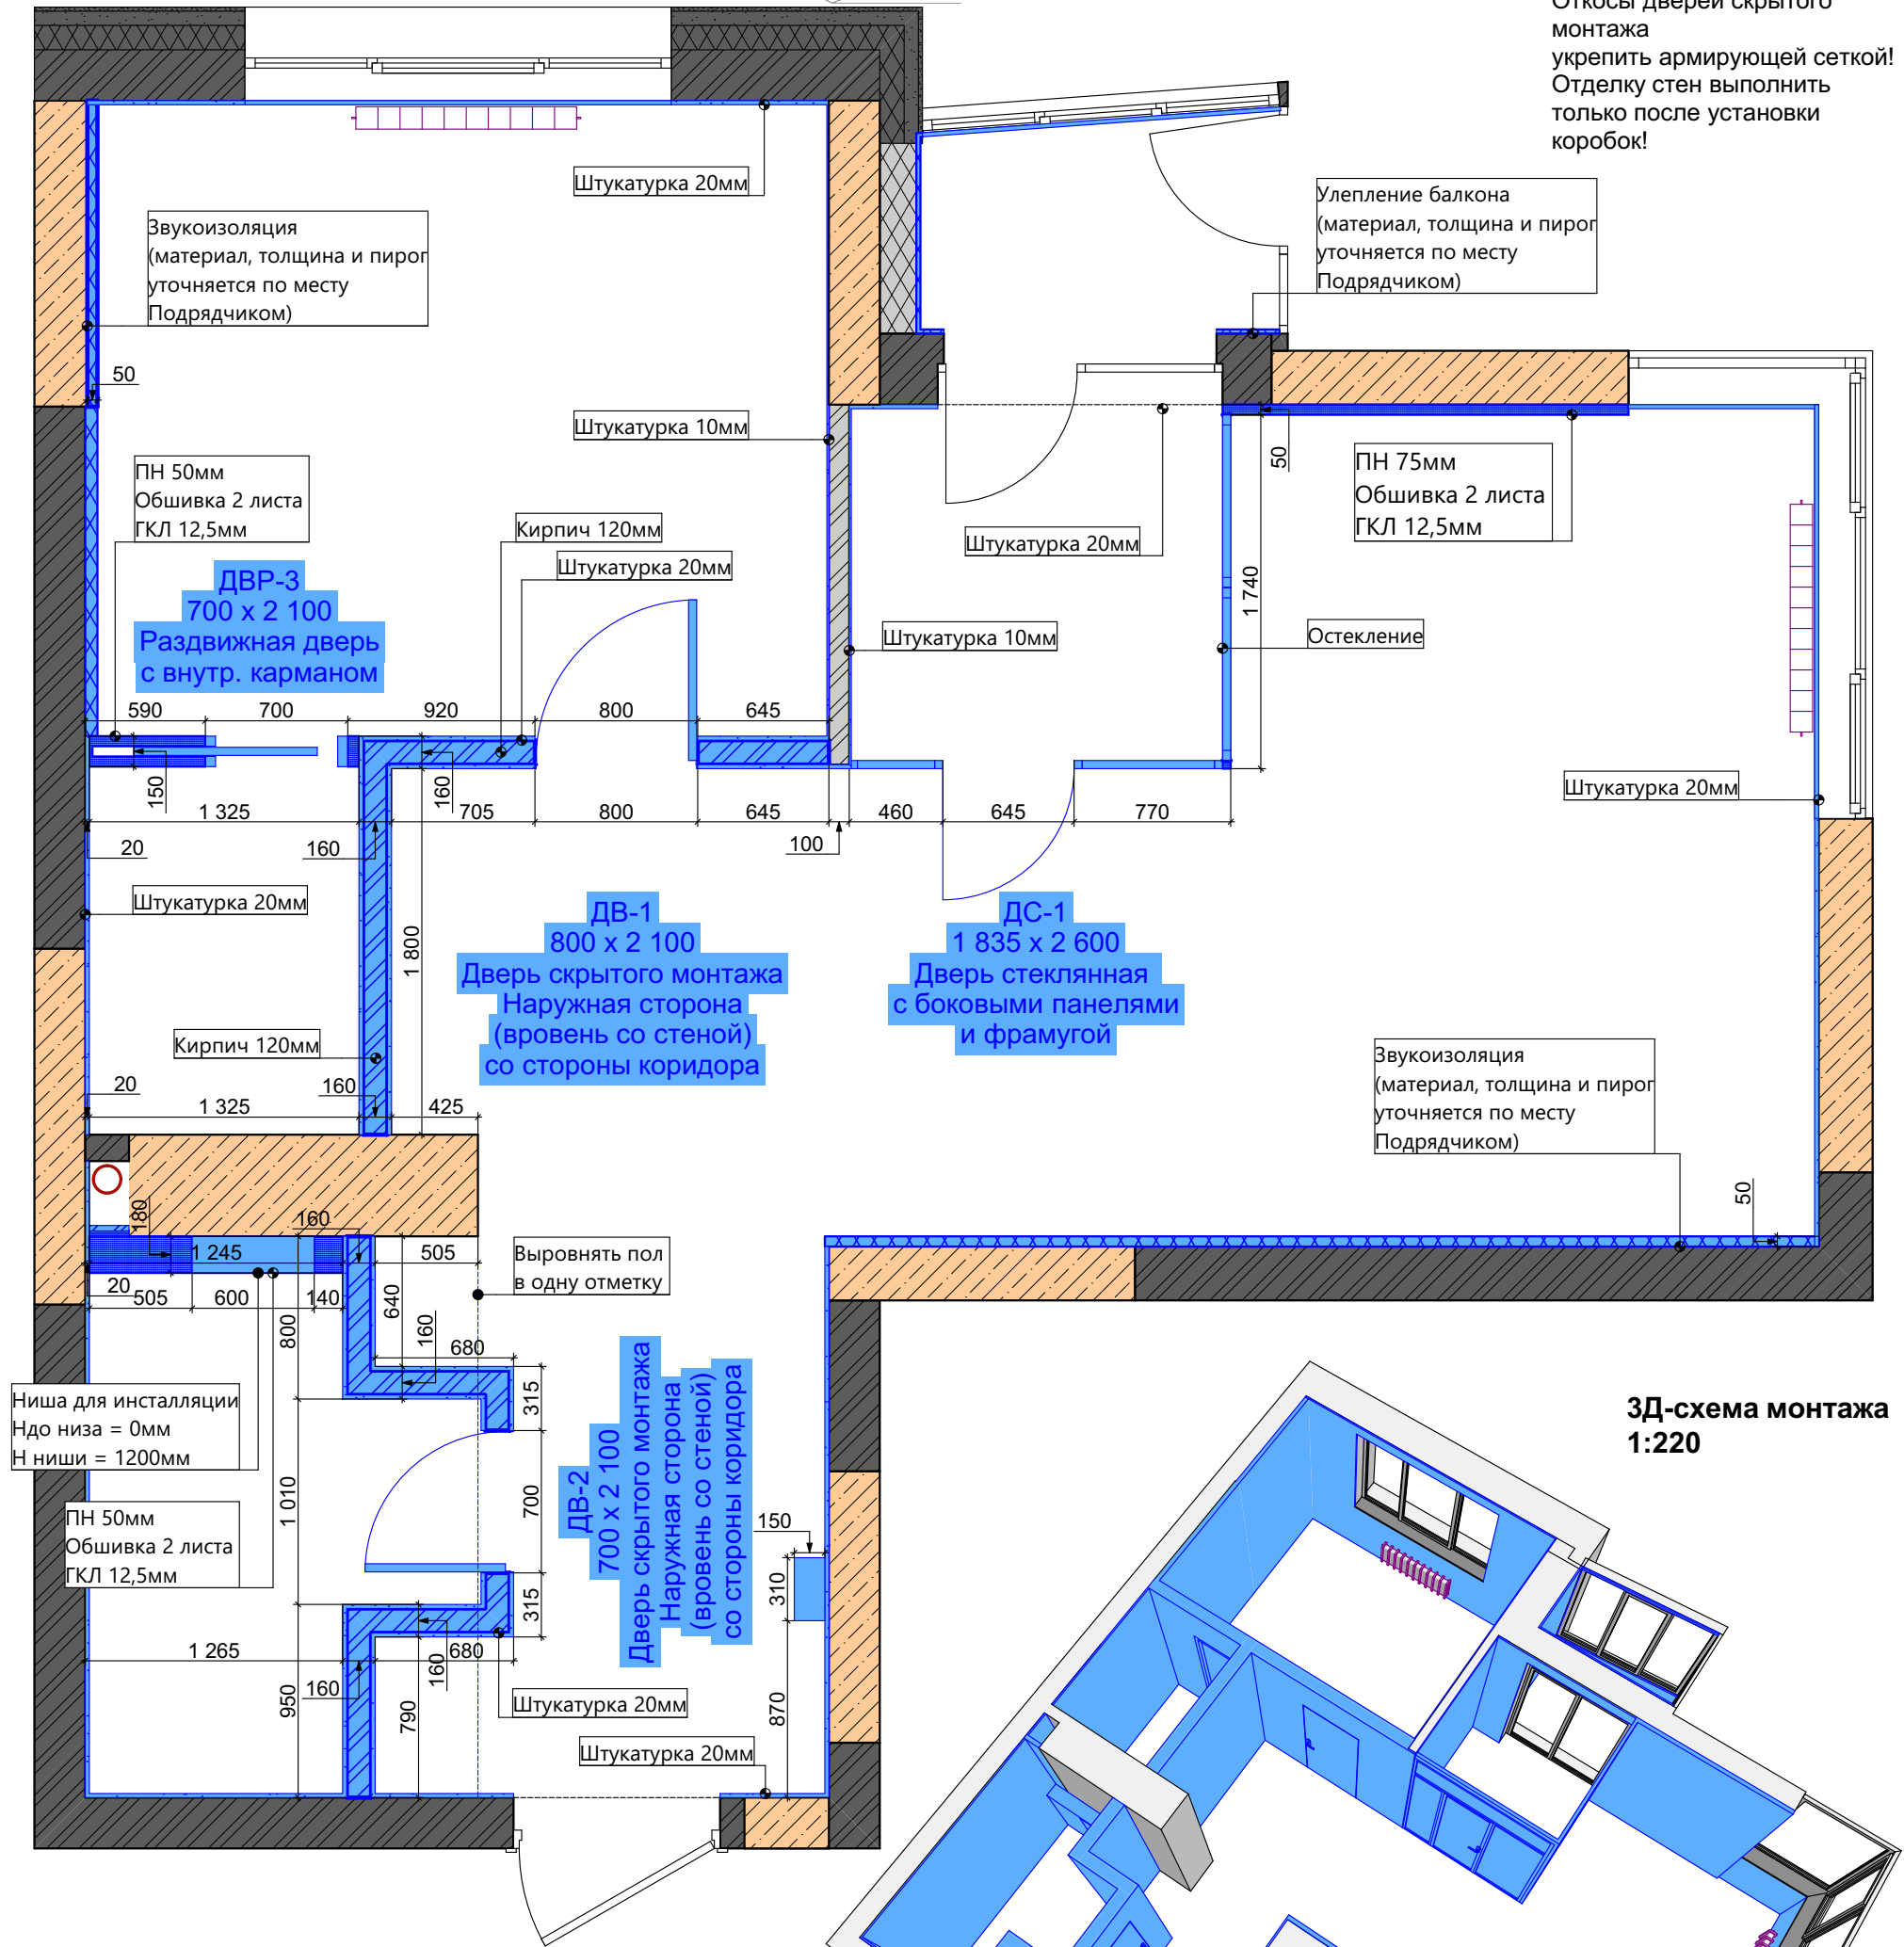 Откосы дверей скрытого
монтажа
укрепить армирующей сеткой!
Отделку стен выполнить
только после установки
коробок!
Штукатурка 20мм
Улепление балкона
(материал, толщина и пирог
уточняется по месту
Подрядчиком)
Звукоизоляция
(материал, толщина и пирог
уточняется по месту
Подрядчиком)
50
Штукатурка 10мм
50
ПН 75мм
Обшивка 2 листа
ГКЛ 12,5мм
ПН 50мм
Обшивка 2 листа
ГКЛ 12,5мм
Кирпич 120мм
Штукатурка 20мм
Штукатурка 20мм
ДВР-3
700 x 2 100
Раздвижная дверь
с внутр. карманом
1 740
Штукатурка 10мм
Остекление
590
700
920
800
645
150
160
Штукатурка 20мм
1 325
705
800
645
460
645
770
20
160
100
Штукатурка 20мм
1 800
ДВ-1
800 x 2 100
Дверь скрытого монтажа
Наружная сторона
(вровень со стеной)
со стороны коридора
ДС-1
1 835 x 2 600
Дверь стеклянная
с боковыми панелями
и фрамугой
Кирпич 120мм
Звукоизоляция
(материал, толщина и пирог
уточняется по месту
Подрядчиком)
20
160
1 325
425
50
180
160
1 245
505
Выровнять пол
в одну отметку
20
505
600
140
640
800
160
680
315
Ниша для инсталляции
Hдо низа = 0мм
H ниши = 1200мм
ДВ-2
700 x 2 100
Дверь скрытого монтажа
Наружная сторона
(вровень со стеной)
со стороны коридора
3Д-схема монтажа
1:220
1 010
700
ПН 50мм
Обшивка 2 листа
ГКЛ 12,5мм
150
310
315
1 265
680
160
160
950
790
870
Штукатурка 20мм
Штукатурка 20мм